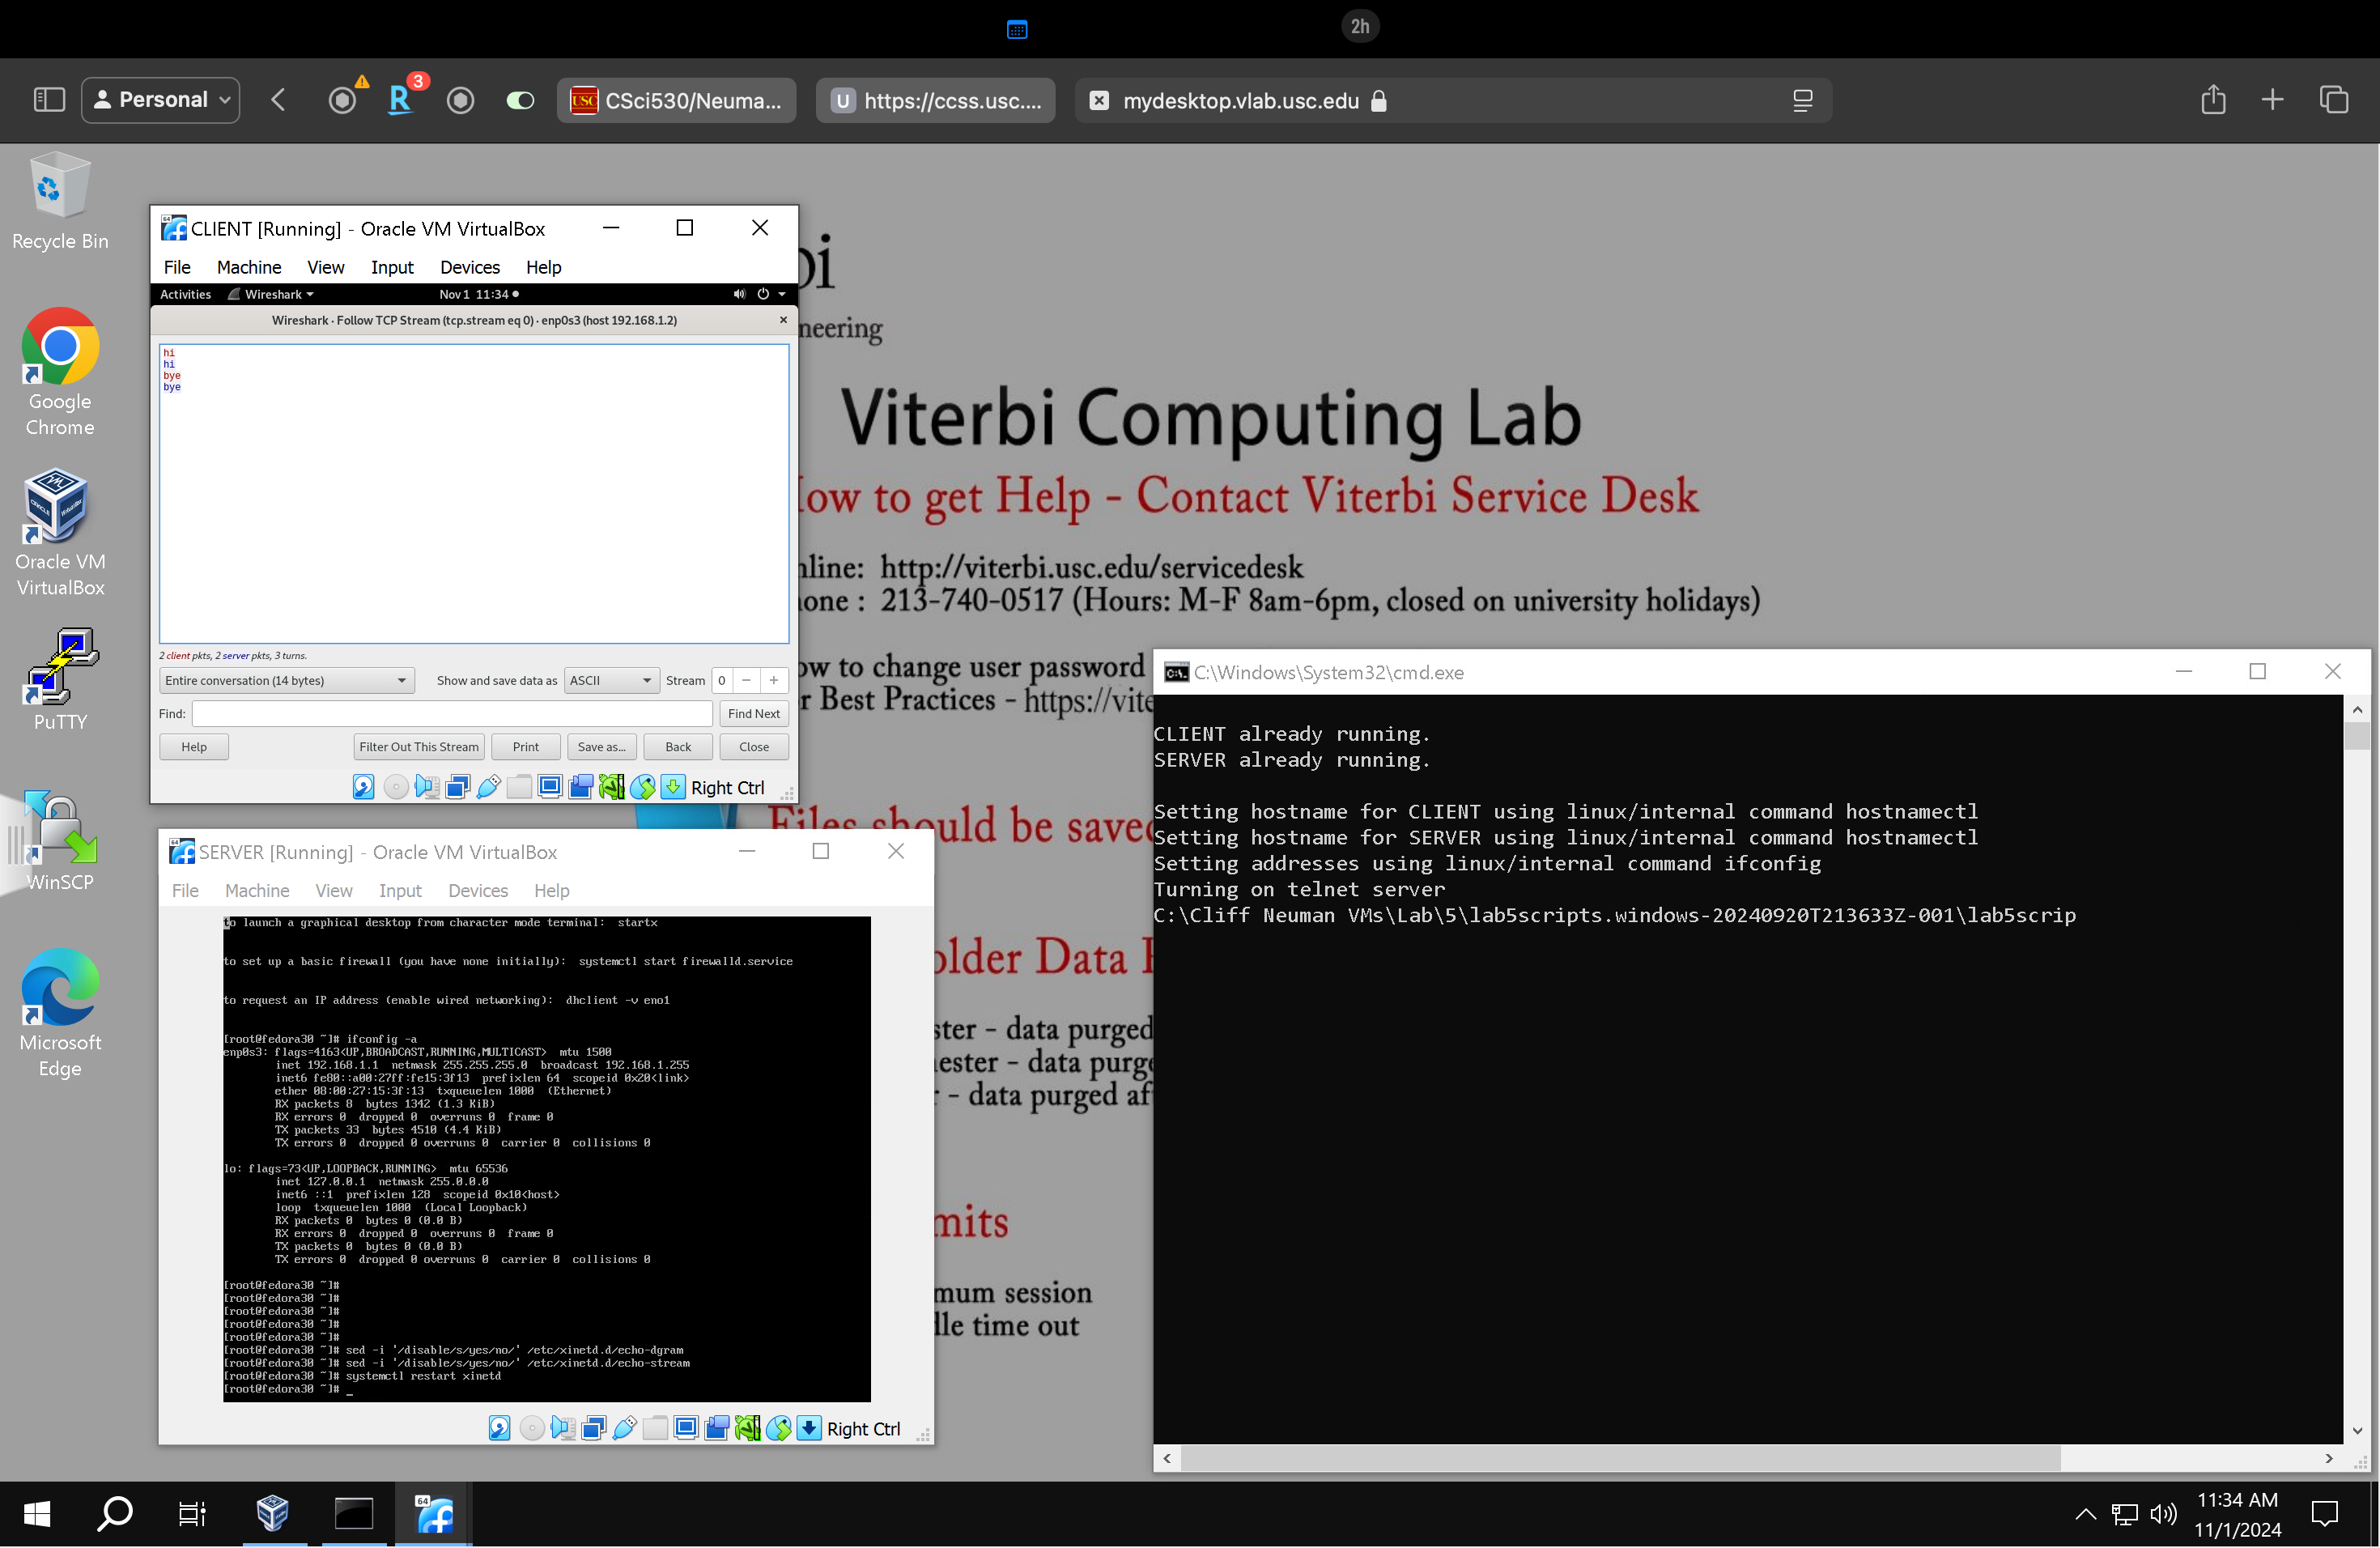 2h
Personal
3
CSci530/Neuma...
https://ccss.usc....
mydesktop.vlab.usc.edu
Recycle Bin
Google
Chrome
Oracle VM
VirtualBox
PuTTY
WinSCP
Microsoft
Edge
CLIENT [Running] - Oracle VM VirtualBox
File Machine View Input Devices Help
Activities Wireshark Nov 1 11:34
Wireshark · Follow TCP Stream (tcp.stream eq 0) · enp0s3 (host 192.168.1.2)
hi
hi
bye
bye
2 client pkts, 2 server pkts, 3 turns.
Entire conversation (14 bytes) Show and save data as ASCII Stream 0
Find: Find Next
Help Filter Out This Stream Print Save as... Back Close
Right Ctrl
neering
Viterbi Computing Lab
ow to get Help - Contact Viterbi Service Desk
nline: http://viterbi.usc.edu/servicedesk
one : 213-740-0517 (Hours: M-F 8am-6pm, closed on university holidays)
ow to change user password
r Best Practices - https://vite
Files should be saved
older Data
ster - data purged
ester - data purge
r - data purged af
mits
mum session
dle time out
SERVER [Running] - Oracle VM VirtualBox
File Machine View Input Devices Help
to launch a graphical desktop from character mode terminal: startx
to set up a basic firewall (you have none initially): systemctl start firewalld.service
to request an IP address (enable wired networking): dhclient -v eno1
[root@fedora30 ~]# ifconfig -a
enp0s3: flags=4163<UP,BROADCAST,RUNNING,MULTICAST> mtu 1500
inet 192.168.1.1 netmask 255.255.255.0 broadcast 192.168.1.255
inet6 fe80::a00:27ff:fe15:3f13 prefixlen 64 scopeid 0x20<link>
ether 08:00:27:15:3f:13 txqueuelen 1000 (Ethernet)
RX packets 8 bytes 1342 (1.3 KiB)
RX errors 0 dropped 0 overruns 0 frame 0
TX packets 33 bytes 4510 (4.4 KiB)
TX errors 0 dropped 0 overruns 0 carrier 0 collisions 0
lo: flags=73<UP,LOOPBACK,RUNNING> mtu 65536
inet 127.0.0.1 netmask 255.0.0.0
inet6 ::1 prefixlen 128 scopeid 0x10<host>
loop txqueuelen 1000 (Local Loopback)
RX packets 0 bytes 0 (0.0 B)
RX errors 0 dropped 0 overruns 0 frame 0
TX packets 0 bytes 0 (0.0 B)
TX errors 0 dropped 0 overruns 0 carrier 0 collisions 0
[root@fedora30 ~]#
[root@fedora30 ~]#
[root@fedora30 ~]#
[root@fedora30 ~]#
[root@fedora30 ~]#
[root@fedora30 ~]# sed -i '/disable/s/yes/no/' /etc/xinetd.d/echo-dgram
[root@fedora30 ~]# sed -i '/disable/s/yes/no/' /etc/xinetd.d/echo-stream
[root@fedora30 ~]# systemctl restart xinetd
[root@fedora30 ~]# _
Right Ctrl
C:\Windows\System32\cmd.exe
CLIENT already running.
SERVER already running.
Setting hostname for CLIENT using linux/internal command hostnamectl
Setting hostname for SERVER using linux/internal command hostnamectl
Setting addresses using linux/internal command ifconfig
Turning on telnet server
C:\Cliff Neuman VMs\Lab\5\lab5scripts.windows-20240920T213633Z-001\lab5scrip
11:34 AM
11/1/2024